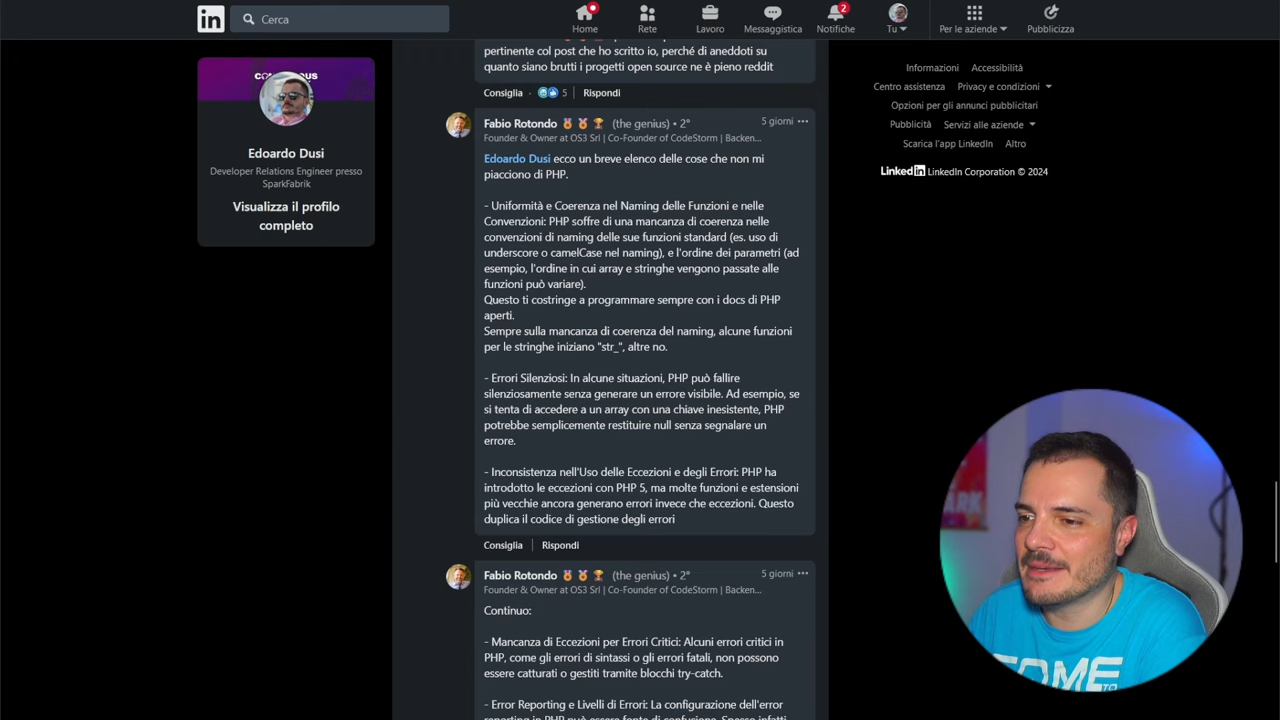 in
Cerca
Home
Rete
Lavoro
Messaggistica
2
Notifiche
Tu
Per le aziende
Pubblicizza
Edoardo Dusi
Developer Relations Engineer presso
SparkFabrik
Visualizza il profilo
completo
pertinente col post che ho scritto io, perché di aneddoti su
quanto siano brutti i progetti open source ne è pieno reddit
Consiglia · 5 | Rispondi
Fabio Rotondo 🏅 🏅 🏆 (the genius) • 2°
5 giorni •••
Founder & Owner at OS3 Srl | Co-Founder of CodeStorm | Backen...
Edoardo Dusi ecco un breve elenco delle cose che non mi
piacciono di PHP.
- Uniformità e Coerenza nel Naming delle Funzioni e nelle
Convenzioni: PHP soffre di una mancanza di coerenza nelle
convenzioni di naming delle sue funzioni standard (es. uso di
underscore o camelCase nel naming), e l'ordine dei parametri (ad
esempio, l'ordine in cui array e stringhe vengono passate alle
funzioni può variare).
Questo ti costringe a programmare sempre con i docs di PHP
aperti.
Sempre sulla mancanza di coerenza del naming, alcune funzioni
per le stringhe iniziano "str_", altre no.
- Errori Silenziosi: In alcune situazioni, PHP può fallire
silenziosamente senza generare un errore visibile. Ad esempio, se
si tenta di accedere a un array con una chiave inesistente, PHP
potrebbe semplicemente restituire null senza segnalare un
errore.
- Inconsistenza nell'Uso delle Eccezioni e degli Errori: PHP ha
introdotto le eccezioni con PHP 5, ma molte funzioni e estensioni
più vecchie ancora generano errori invece che eccezioni. Questo
duplica il codice di gestione degli errori
Consiglia | Rispondi
Fabio Rotondo 🏅 🏅 🏆 (the genius) • 2°
5 giorni •••
Founder & Owner at OS3 Srl | Co-Founder of CodeStorm | Backen...
Continuo:
- Mancanza di Eccezioni per Errori Critici: Alcuni errori critici in
PHP, come gli errori di sintassi o gli errori fatali, non possono
essere catturati o gestiti tramite blocchi try-catch.
- Error Reporting e Livelli di Errori: La configurazione dell'error
reporting in PHP può essere fonte di confusione. Spesso infatti
Informazioni Accessibilità
Centro assistenza Privacy e condizioni
Opzioni per gli annunci pubblicitari
Pubblicità Servizi alle aziende
Scarica l'app LinkedIn Altro
LinkedIn LinkedIn Corporation © 2024
TO